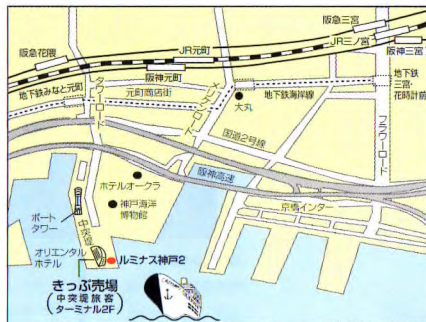 阪急三宮
JR三ノ宮
阪急花隈
JR元町
阪神三宮
阪神元町
地下鉄みなと元町
元町商店街
タワーロード
メリケンロード
大丸
地下鉄海岸線
地下鉄
三宮・
花時計前
フラワーロード
国道2号線
阪神高速
ホテルオークラ
神戸海洋
博物館
京橋インター
ポート
タワー
中突堤
オリエンタル
ホテル
ルミナス神戸2
きっぷ売場
(中突堤旅客
ターミナル2F)